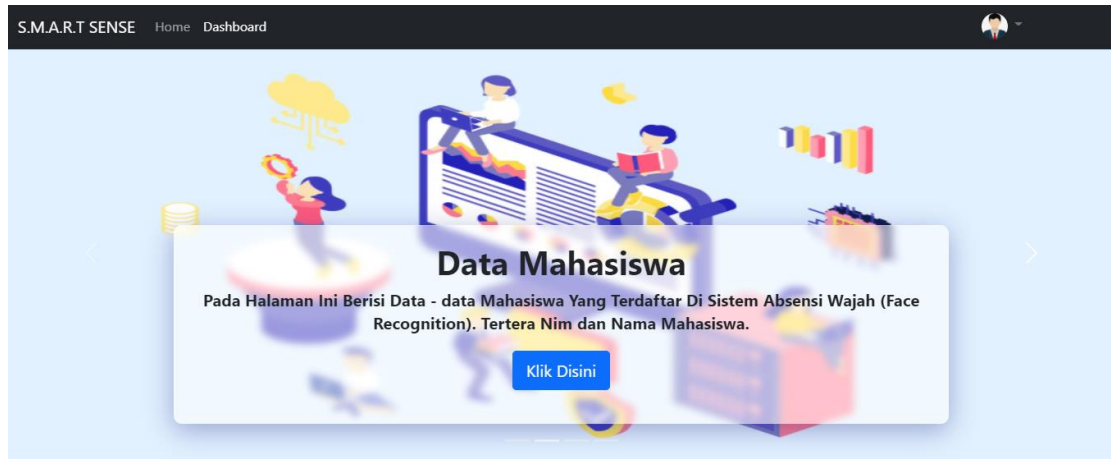 S.M.A.R.T SENSE Home Dashboard
Data Mahasiswa
Pada Halaman Ini Berisi Data - data Mahasiswa Yang Terdaftar Di Sistem Absensi Wajah (Face
Recognition). Tertera Nim dan Nama Mahasiswa.
Klik Disini